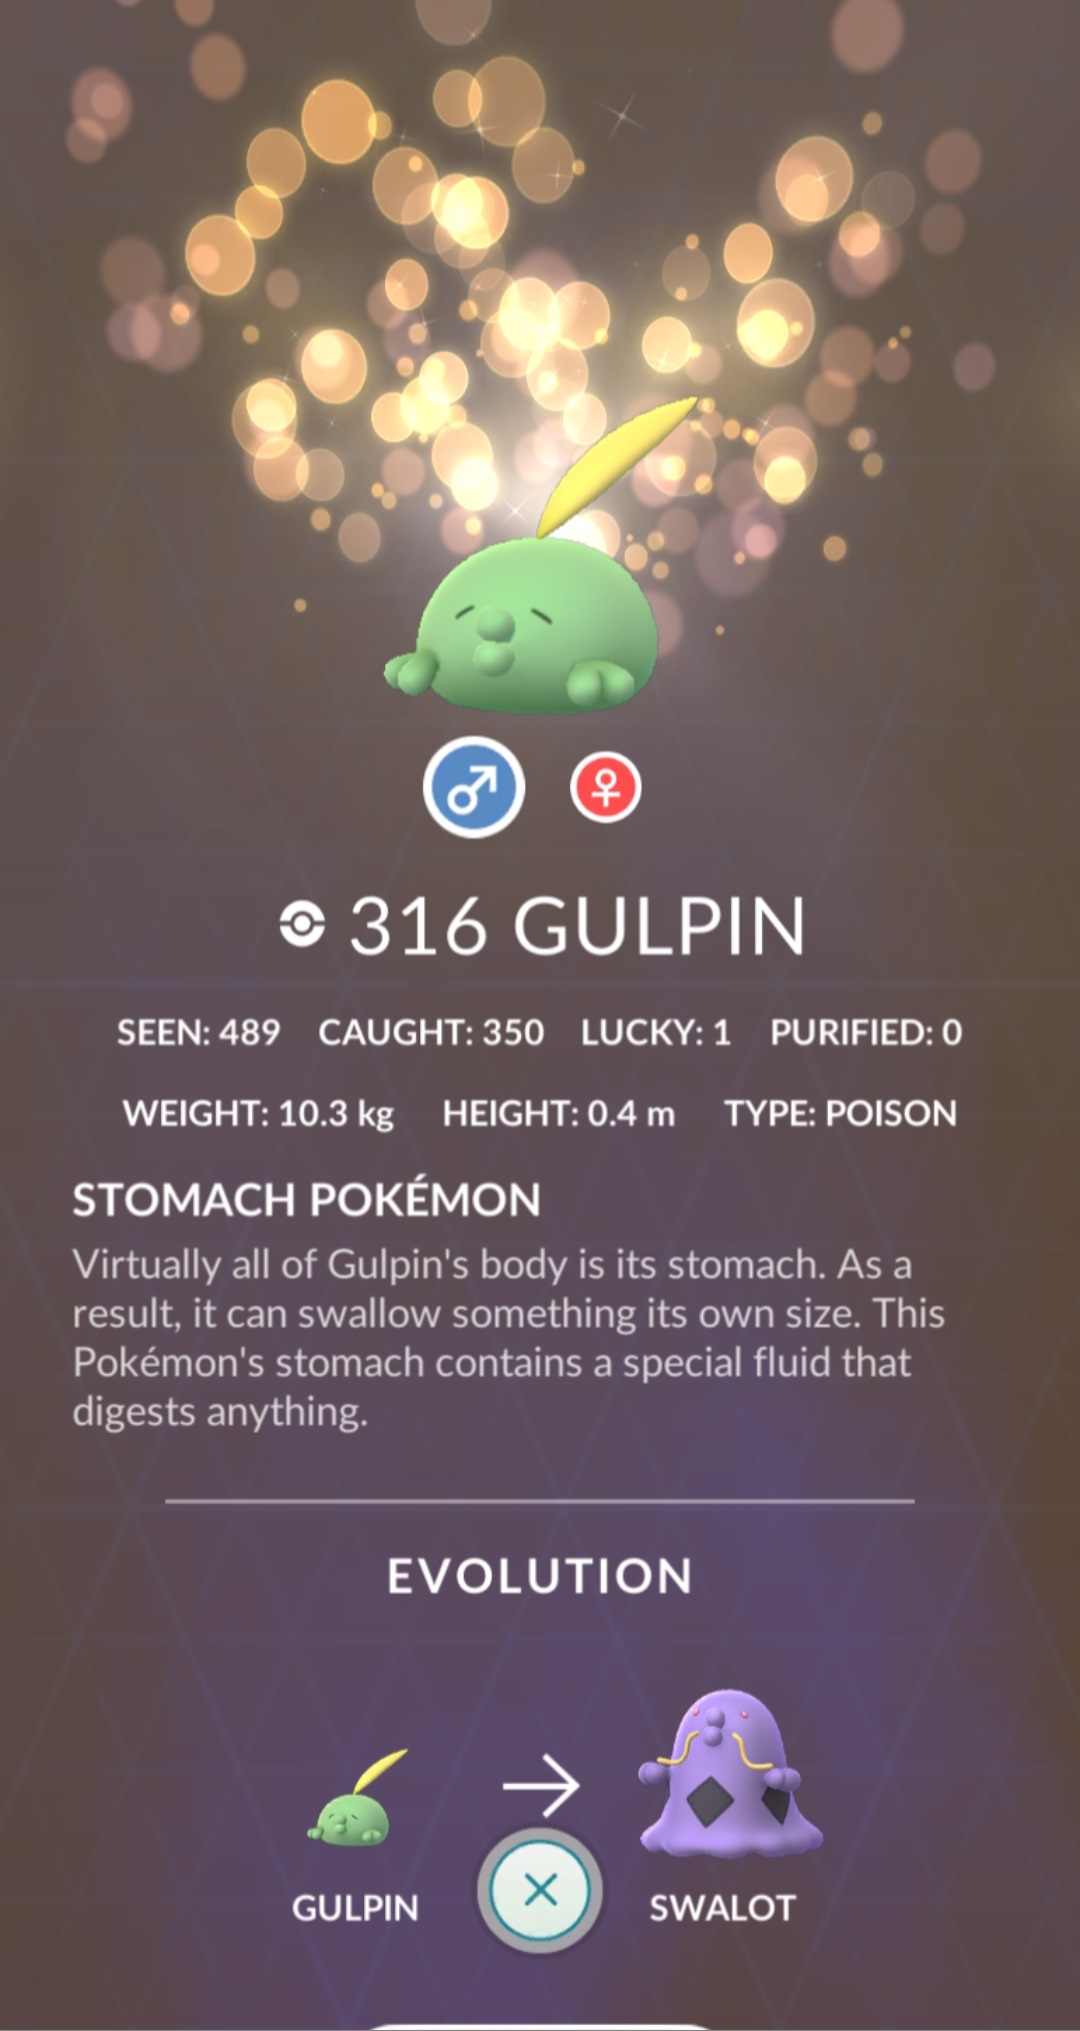 316 GULPIN
SEEN: 489 CAUGHT: 350 LUCKY: 1 PURIFIED: 0
WEIGHT: 10.3 kg HEIGHT: 0.4 m TYPE: POISON
STOMACH POKÉMON
Virtually all of Gulpin's body is its stomach. As a
result, it can swallow something its own size. This
Pokémon's stomach contains a special fluid that
digests anything.
EVOLUTION
GULPIN SWALOT